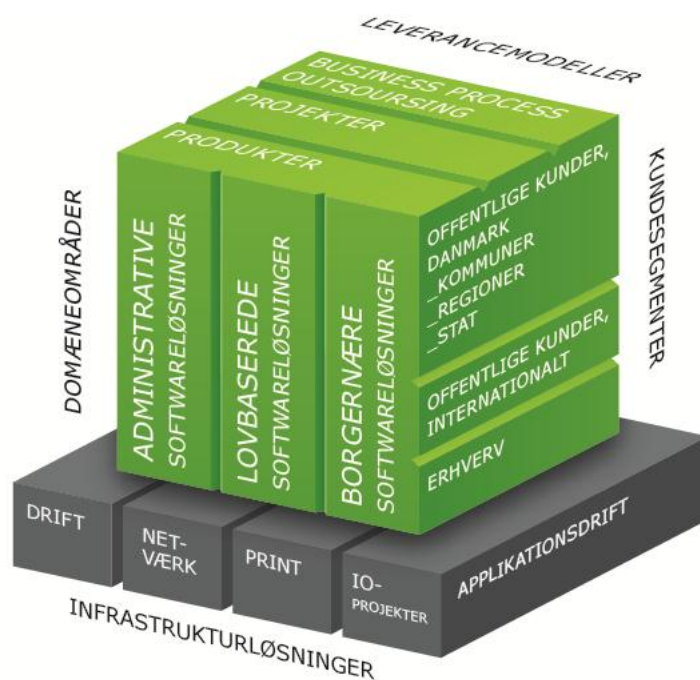 LEVERANCEMODELLER
BUSINESS PROCESS
OUTSOURSING
PROJEKTER
PRODUKTER
DOMÆNEOMRÅDER
ADMINISTRATIVE
SOFTWARELØSNINGER
LOVBASEREDE
SOFTWARELØSNINGER
BORGERNÆRE
SOFTWARELØSNINGER
OFFENTLIGE KUNDER,
DANMARK
_KOMMUNER
_REGIONER
_STAT
OFFENTLIGE KUNDER,
INTERNATIONALT
ERHVERV
KUNDESEGMENTER
DRIFT
NET-
VÆRK
PRINT
IO-
PROJEKTER
APPLIKATIONSDRIFT
INFRASTRUKTURLØSNINGER